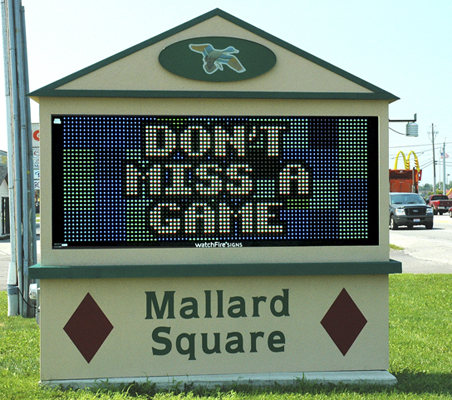 DON'T
MISS A
GAME
watchfire SIGNS
Mallard
Square